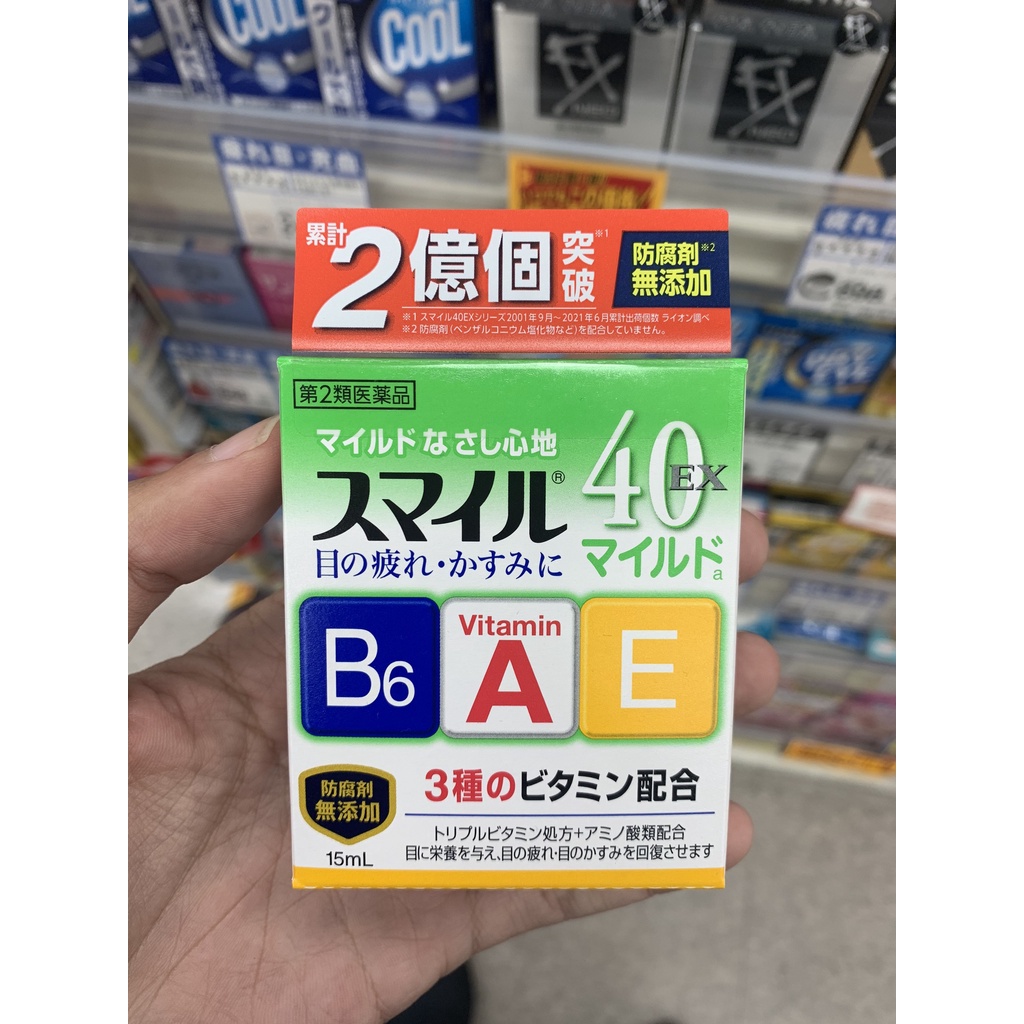 COOL
COOL
FX
FX
疲れ目・充血
累計
2億個
突破※1
防腐剤※2
無添加
※1 スマイル40EXシリーズ2001年9月～2021年6月累計出荷個数 ライオン調べ
※2 防腐剤(ベンザルコニウム塩化物など)を配合していません。
第2類医薬品
マイルドなさし心地
スマイル®
40EX
マイルドa
目の疲れ・かすみに
B6
Vitamin
A
E
防腐剤
無添加
15mL
3種のビタミン配合
トリプルビタミン処方+アミノ酸類配合
目に栄養を与え、目の疲れ・目のかすみを回復させます